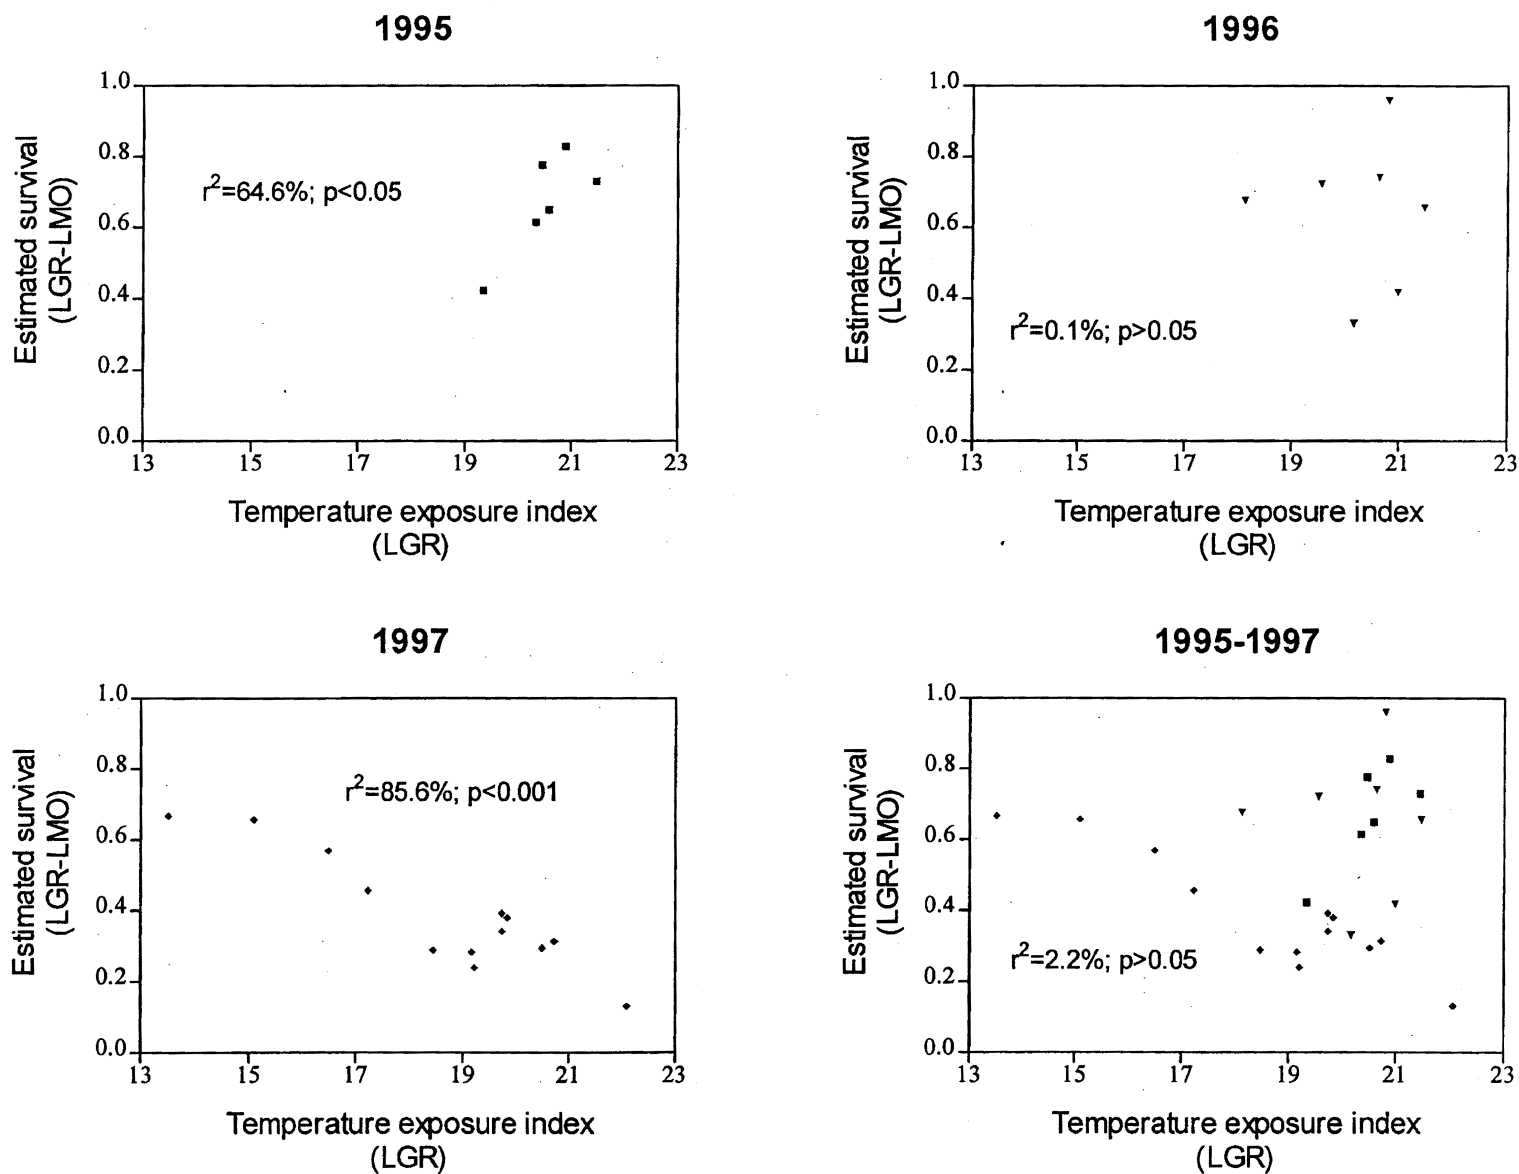 1995
1.0
0.8
0.6
0.4
0.2
0.0
Estimated survival
(LGR-LMO)
r²=64.6%; p<0.05
13 15 17 19 21 23
Temperature exposure index
(LGR)
1996
1.0
0.8
0.6
0.4
0.2
0.0
Estimated survival
(LGR-LMO)
r²=0.1%; p>0.05
13 15 17 19 21 23
Temperature exposure index
(LGR)
1997
1.0
0.8
0.6
0.4
0.2
0.0
Estimated survival
(LGR-LMO)
r²=85.6%; p<0.001
13 15 17 19 21 23
Temperature exposure index
(LGR)
1995-1997
1.0
0.8
0.6
0.4
0.2
0.0
Estimated survival
(LGR-LMO)
r²=2.2%; p>0.05
13 15 17 19 21 23
Temperature exposure index
(LGR)